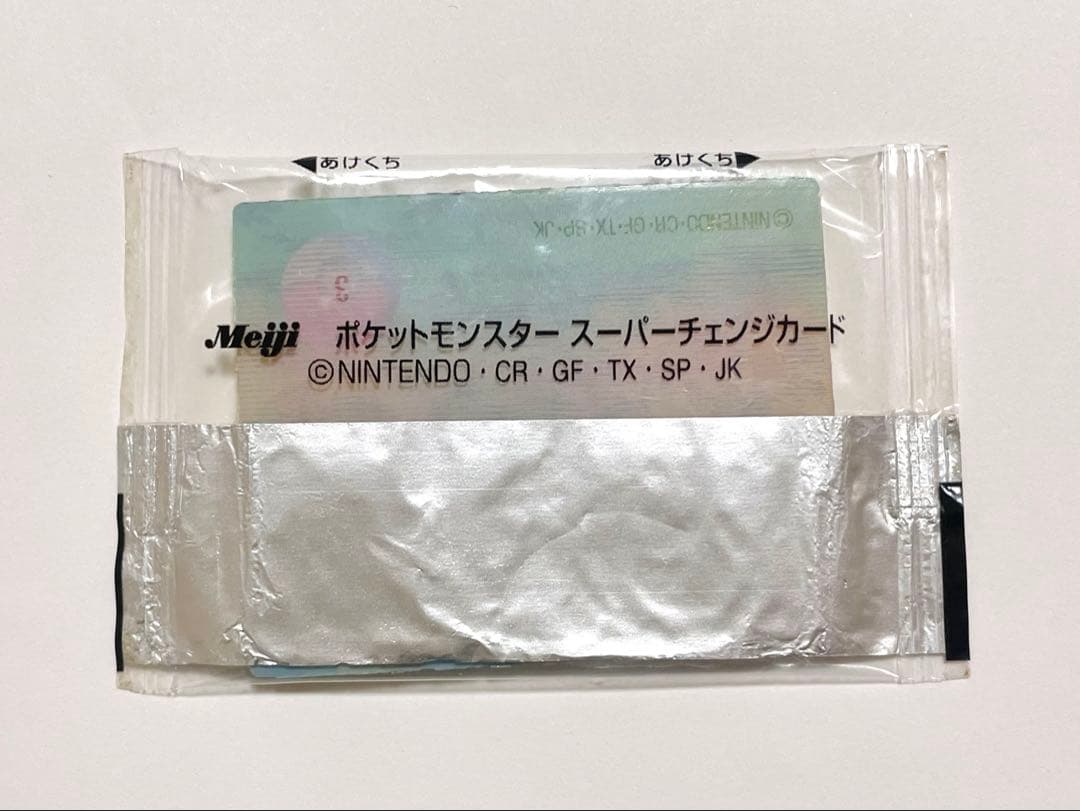 あけくち あけくち
©NINTENDO・CR・GF・TX・SP・JK
3
Meiji ポケットモンスター スーパーチェンジカード
©NINTENDO・CR・GF・TX・SP・JK